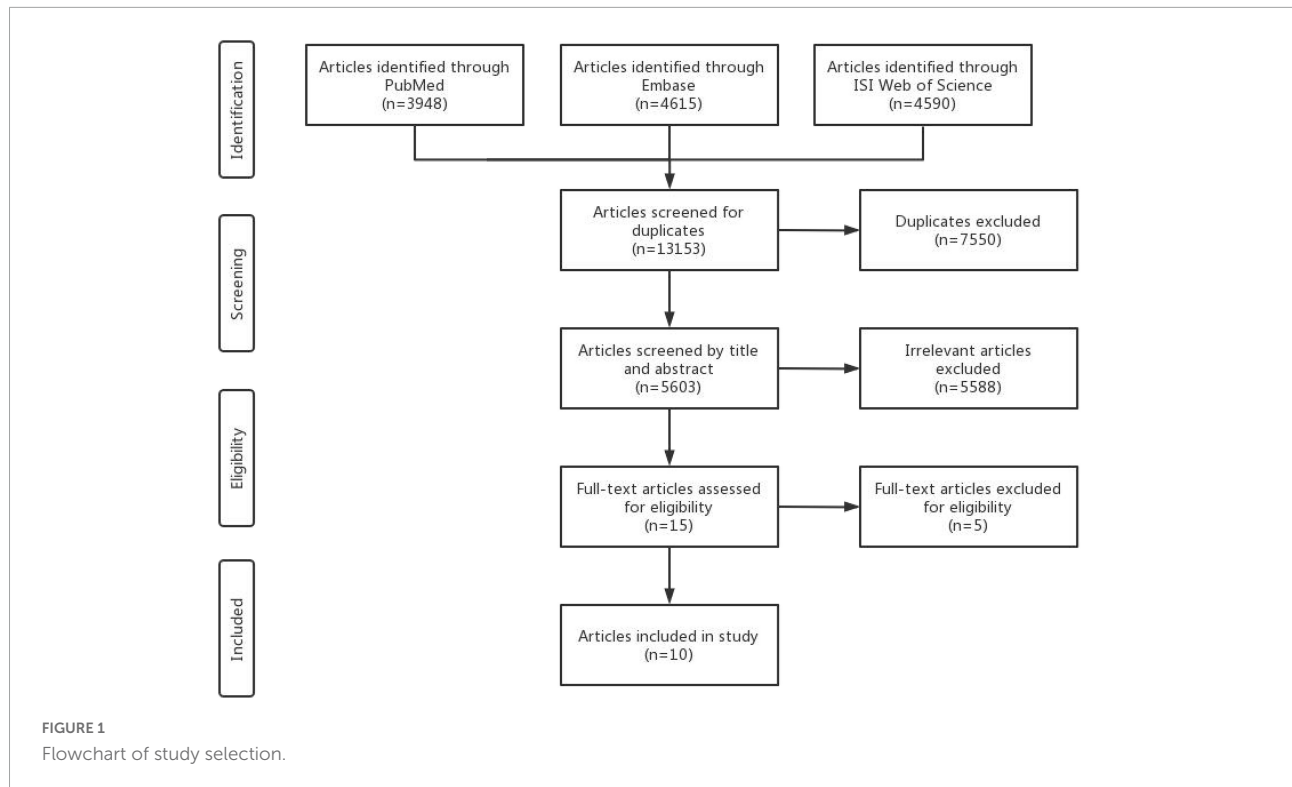 Identification
Articles identified through
PubMed
(n=3948)
Articles identified through
Embase
(n=4615)
Articles identified through
ISI Web of Science
(n=4590)
Screening
Articles screened for
duplicates
(n=13153)
Duplicates excluded
(n=7550)
Articles screened by title
and abstract
(n=5603)
Irrelevant articles
excluded
(n=5588)
Eligibility
Full-text articles assessed
for eligibility
(n=15)
Full-text articles excluded
for eligibility
(n=5)
Included
Articles included in study
(n=10)
FIGURE 1
Flowchart of study selection.